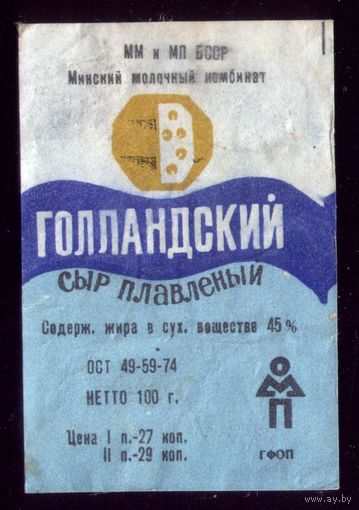 ММ и МП БССР
Минский молочный комбинат
ГОЛЛАНДСКИЙ
СЫР ПЛАВЛЕНЫЙ
Содерж. жира в сух. веществе 45%
ОСТ 49-59-74
НЕТТО 100 г.
Цена I п.-27 коп.
II п.-29 коп.
ГФОП
www.ay.by